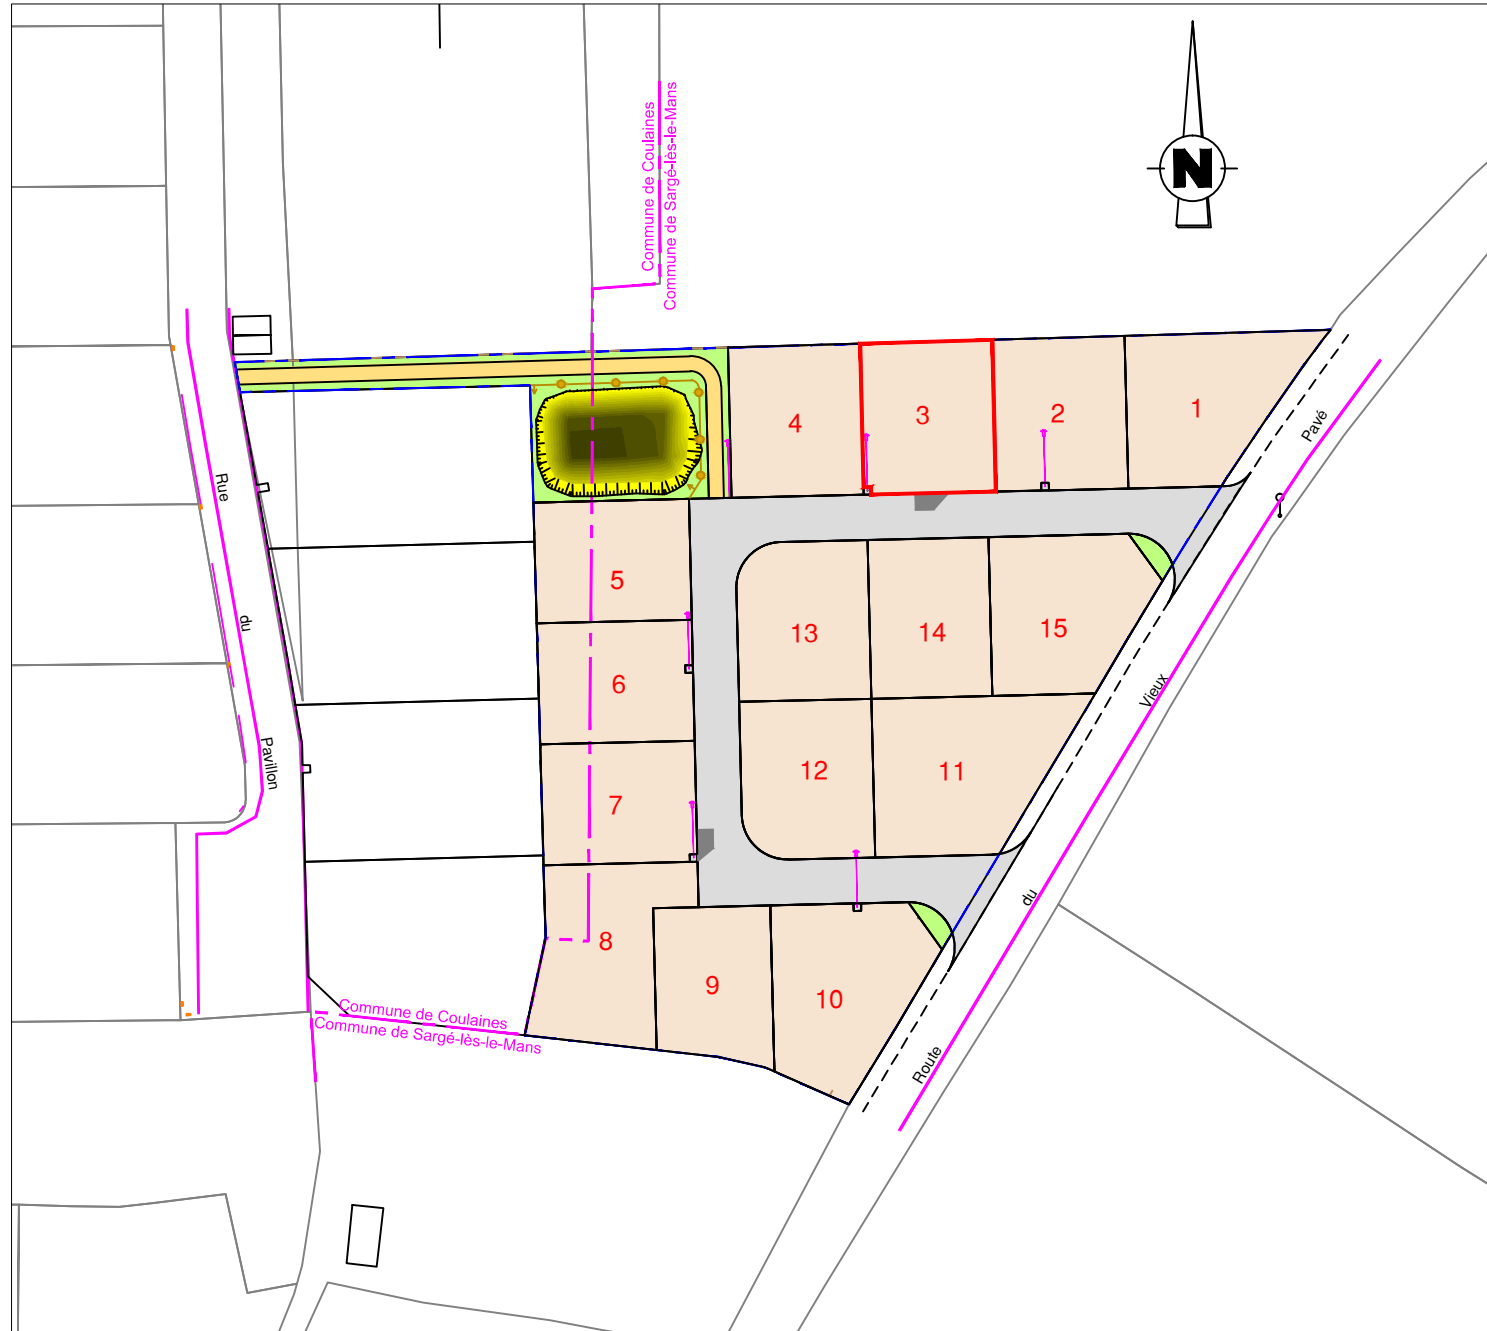 Commune de Coulaines
Commune de Sargé-lès-le-Mans
N
1
2
3
4
5
6
7
8
9
10
11
12
13
14
15
Rue
du
Pavillon
Pavé
Vieux
du
Route
Commune de Coulaines
Commune de Sargé-lès-le-Mans